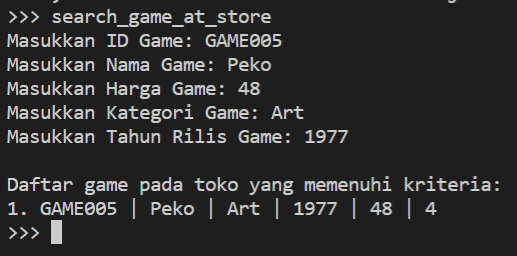 >>> search_game_at_store
Masukkan ID Game: GAME005
Masukkan Nama Game: Peko
Masukkan Harga Game: 48
Masukkan Kategori Game: Art
Masukkan Tahun Rilis Game: 1977
Daftar game pada toko yang memenuhi kriteria:
1. GAME005 | Peko | Art | 1977 | 48 | 4
>>>